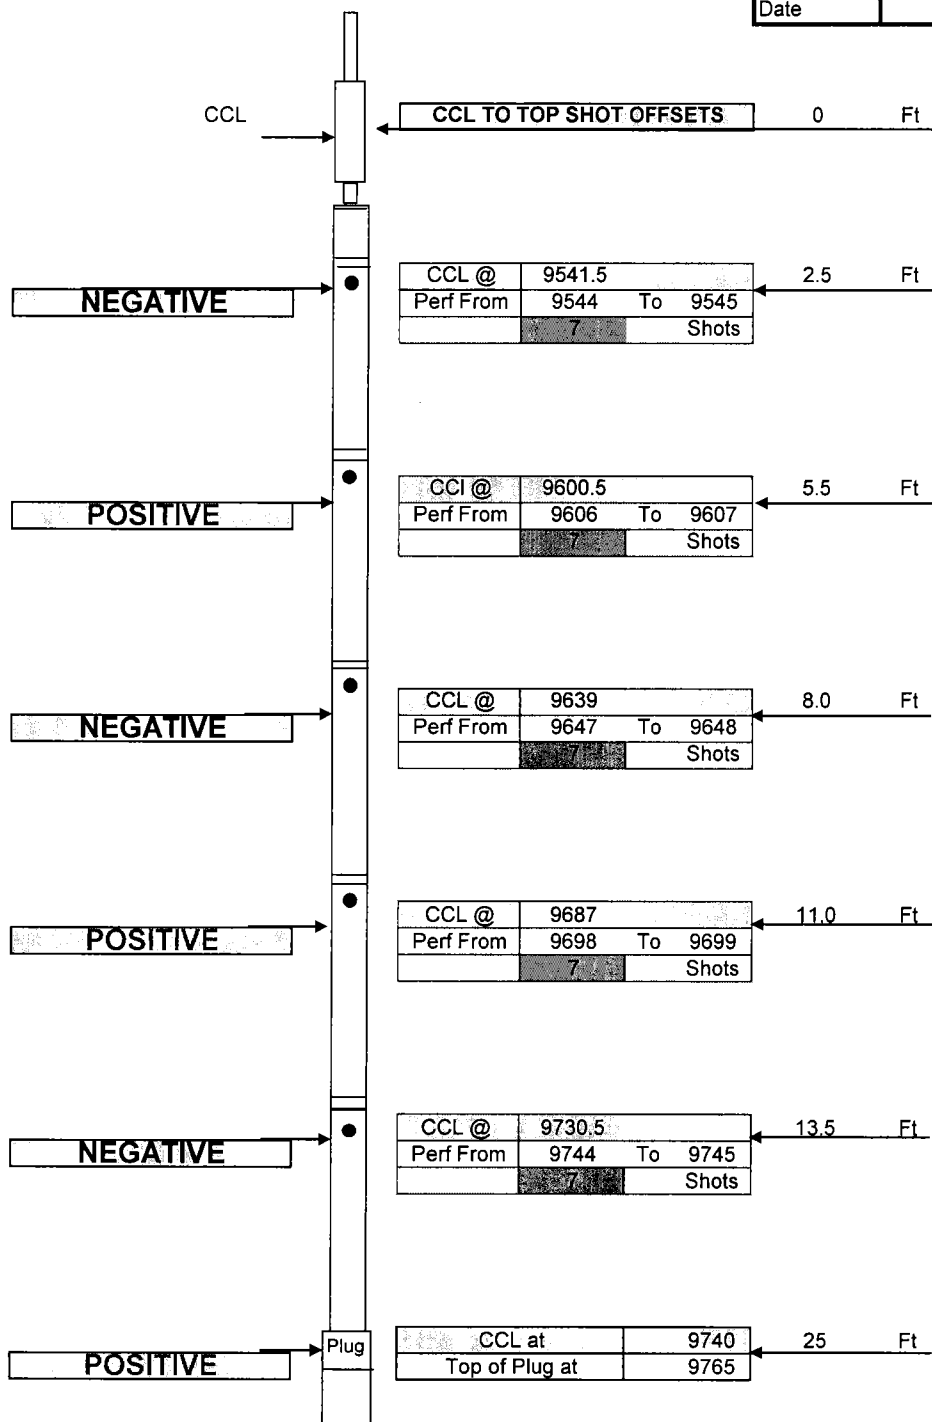 Date
CCL
CCL TO TOP SHOT OFFSETS 0 Ft
CCL @ 9541.5 2.5 Ft
NEGATIVE
Perf From 9544 To 9545
7 Shots
CCI @ 9600.5 5.5 Ft
POSITIVE
Perf From 9606 To 9607
7 Shots
CCL @ 9639 8.0 Ft
NEGATIVE
Perf From 9647 To 9648
7 Shots
CCL @ 9687 11.0 Ft
POSITIVE
Perf From 9698 To 9699
7 Shots
CCL @ 9730.5 13.5 Ft
NEGATIVE
Perf From 9744 To 9745
7 Shots
Plug
CCL at 9740 25 Ft
POSITIVE
Top of Plug at 9765